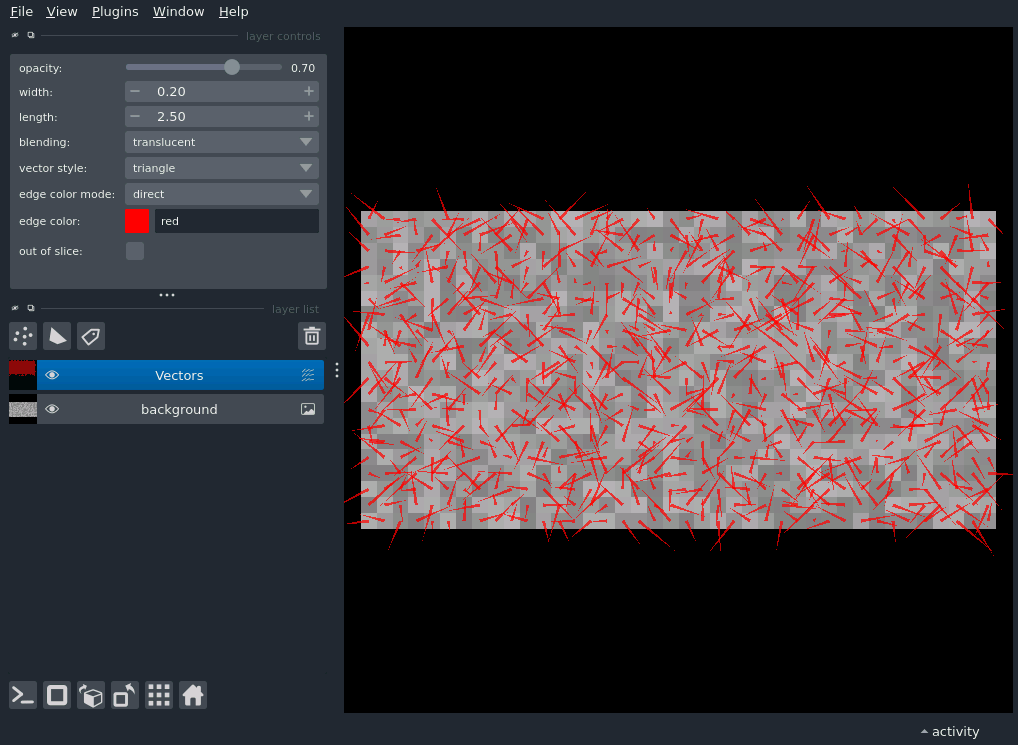 File View Plugins Window Help
layer controls
opacity: 0.70
width: 0.20
length: 2.50
blending: translucent
vector style: triangle
edge color mode: direct
edge color: red
out of slice:
layer list
Vectors
background
activity